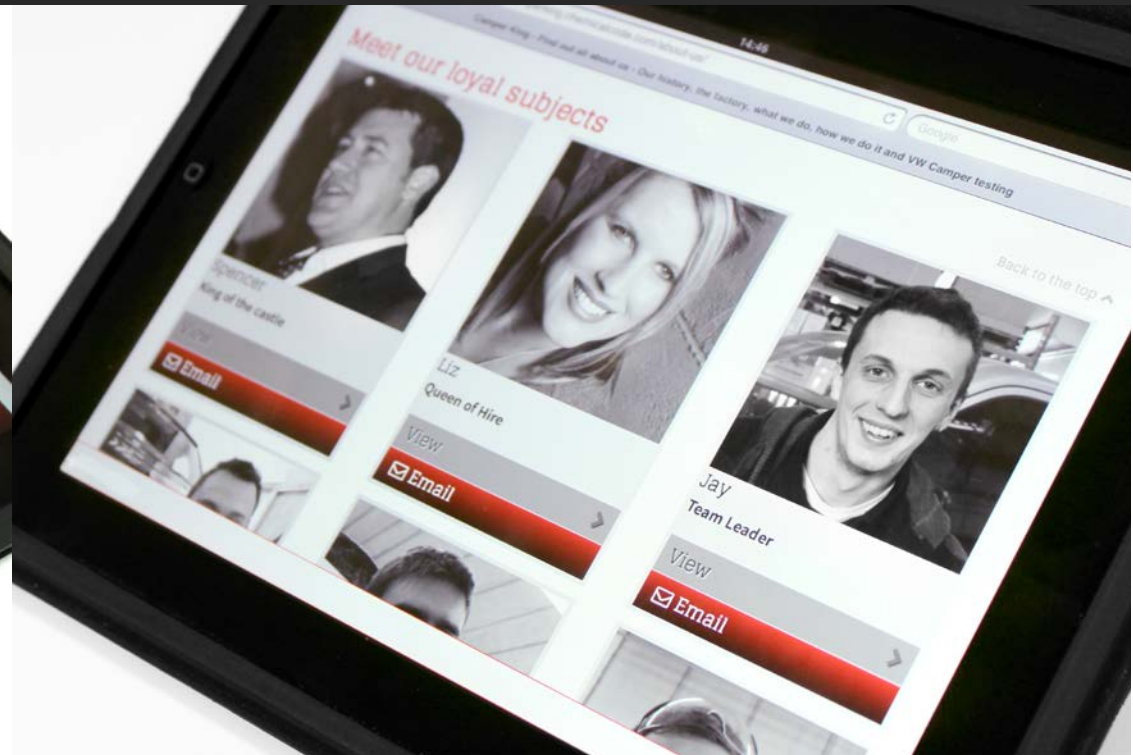 14:46
Google
Camper King - Find out all about us - Our history, the factory, what we do, how we do it and VW Camper testing
Meet our loyal subjects
Back to the top
Spencer
King of the castle
View
Email
Liz
Queen of Hire
View
Email
Jay
Team Leader
View
Email